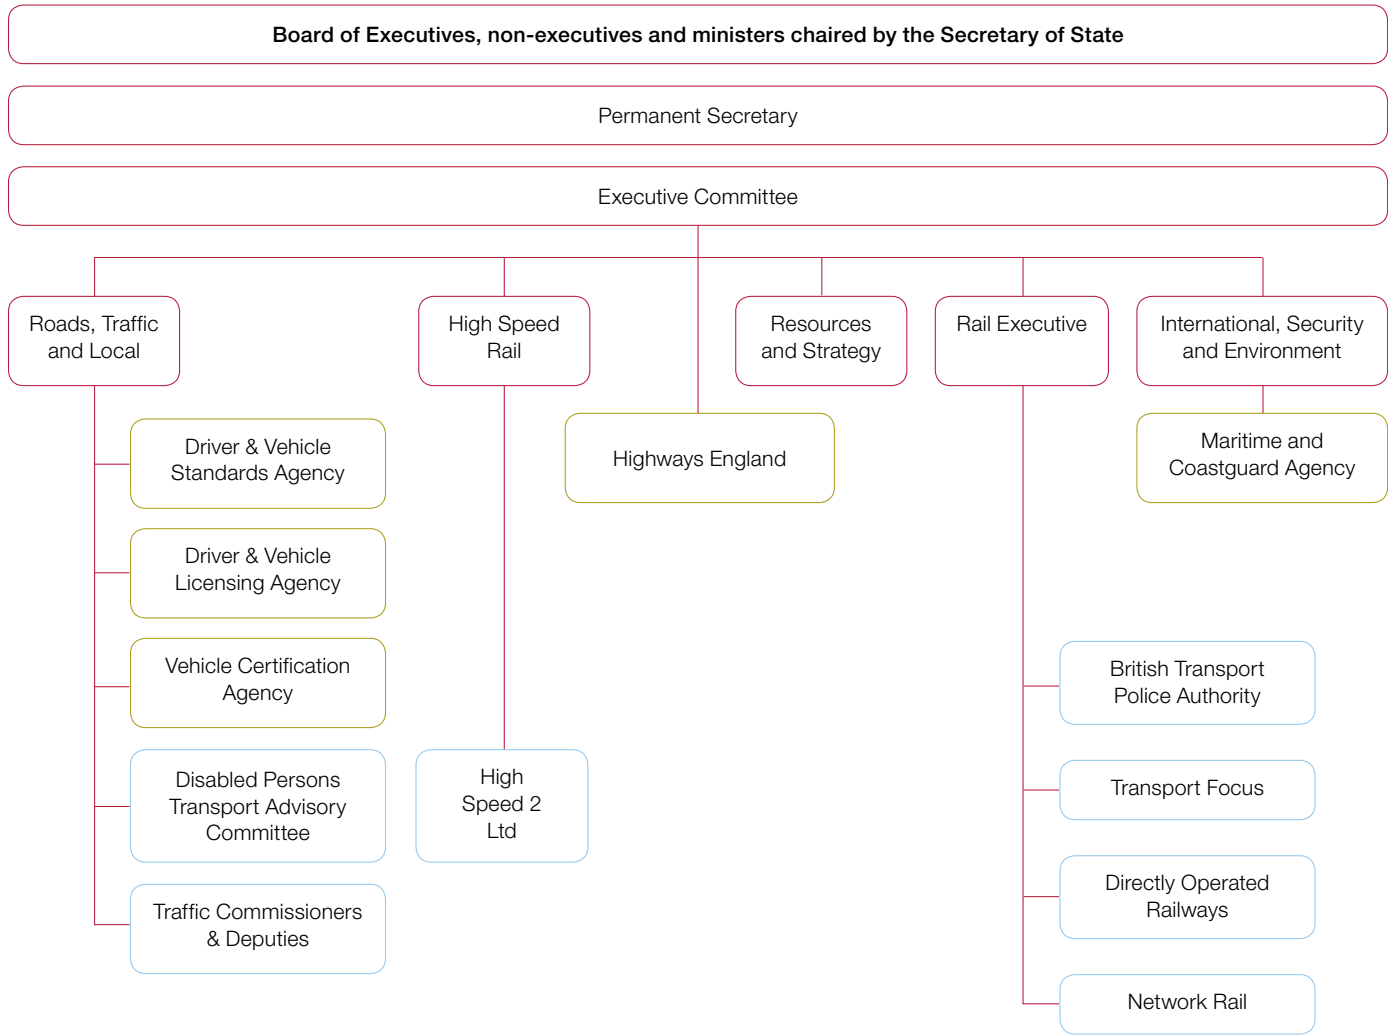 Board of Executives, non-executives and ministers chaired by the Secretary of State
Permanent Secretary
Executive Committee
Roads, Traffic
and Local
High Speed
Rail
Resources
and Strategy
Rail Executive
International, Security
and Environment
Driver & Vehicle
Standards Agency
Driver & Vehicle
Licensing Agency
Vehicle Certification
Agency
Disabled Persons
Transport Advisory
Committee
Traffic Commissioners
& Deputies
High
Speed 2
Ltd
Highways England
Maritime and
Coastguard Agency
British Transport
Police Authority
Transport Focus
Directly Operated
Railways
Network Rail